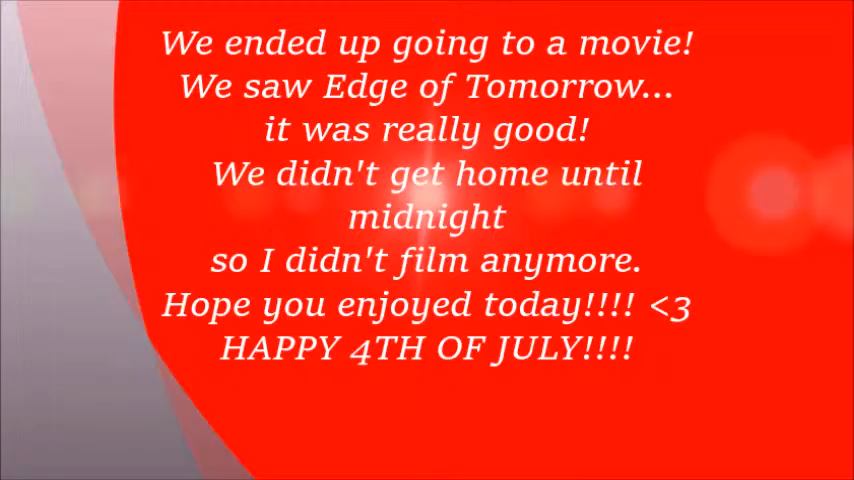 We ended up going to a movie!
We saw Edge of Tomorrow...
it was really good!
We didn't get home until
midnight
so I didn't film anymore.
Hope you enjoyed today!!!! <3
HAPPY 4TH OF JULY!!!!